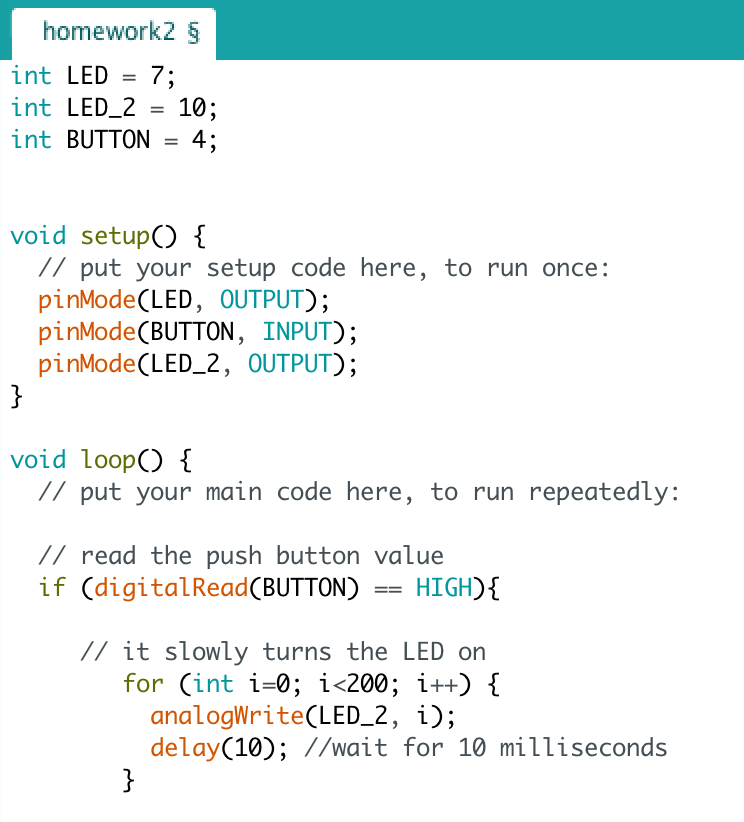 homework2 §
int LED = 7;
int LED_2 = 10;
int BUTTON = 4;
void setup() {
  // put your setup code here, to run once:
  pinMode(LED, OUTPUT);
  pinMode(BUTTON, INPUT);
  pinMode(LED_2, OUTPUT);
}
void loop() {
  // put your main code here, to run repeatedly:
  // read the push button value
  if (digitalRead(BUTTON) == HIGH){
     // it slowly turns the LED on
        for (int i=0; i<200; i++) {
          analogWrite(LED_2, i);
          delay(10); //wait for 10 milliseconds
        }